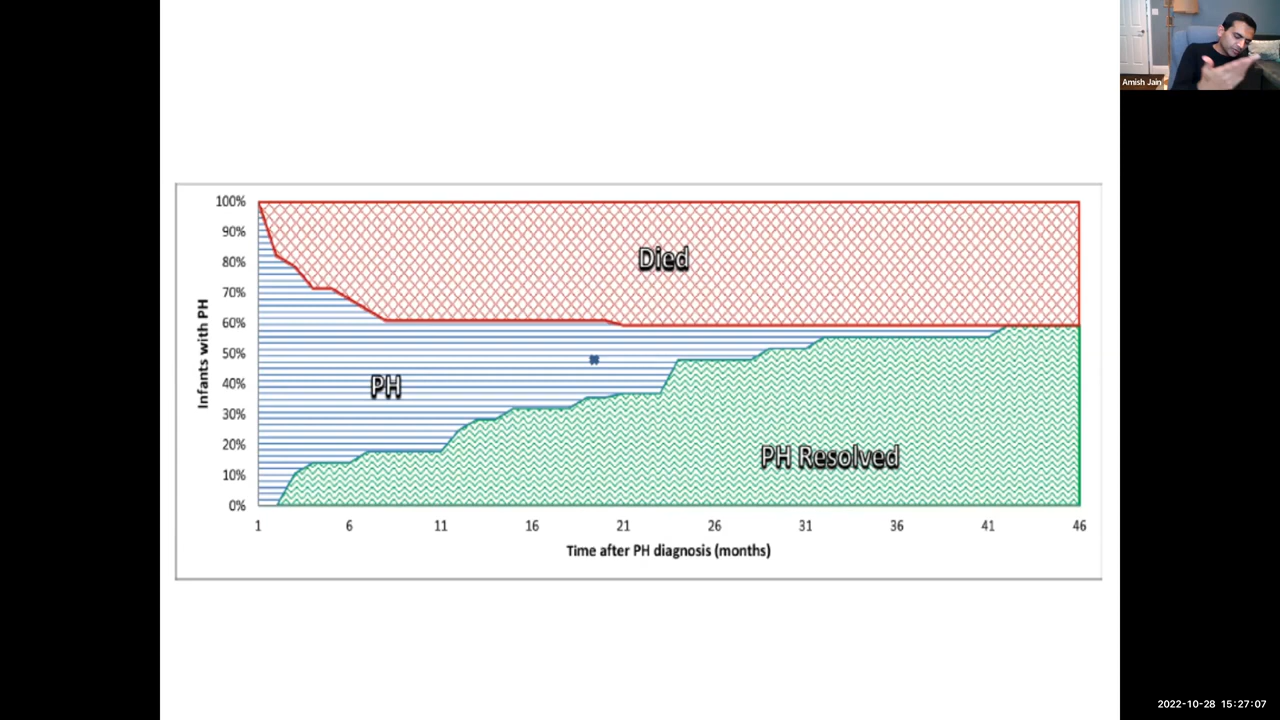 Amish Jain
100%
90%
80%
70%
60%
50%
40%
30%
20%
10%
0%
Infants with PH
Died
PH
PH Resolved
1 6 11 16 21 26 31 36 41 46
Time after PH diagnosis (months)
2022-10-28 15:27:07